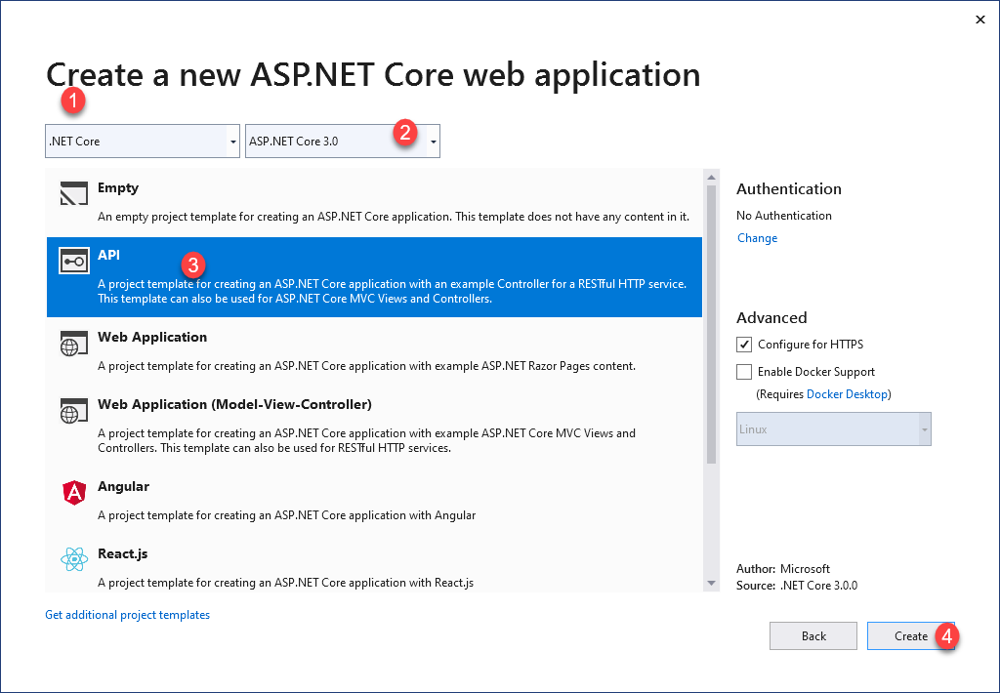 Create a new ASP.NET Core web application
1
.NET Core
ASP.NET Core 3.0
2
Empty
An empty project template for creating an ASP.NET Core application. This template does not have any content in it.
API
3
A project template for creating an ASP.NET Core application with an example Controller for a RESTful HTTP service.
This template can also be used for ASP.NET Core MVC Views and Controllers.
Web Application
A project template for creating an ASP.NET Core application with example ASP.NET Razor Pages content.
Web Application (Model-View-Controller)
A project template for creating an ASP.NET Core application with example ASP.NET Core MVC Views and
Controllers. This template can also be used for RESTful HTTP services.
Angular
A project template for creating an ASP.NET Core application with Angular
React.js
A project template for creating an ASP.NET Core application with React.js
Get additional project templates
Authentication
No Authentication
Change
Advanced
Configure for HTTPS
Enable Docker Support
(Requires Docker Desktop)
Linux
Author: Microsoft
Source: .NET Core 3.0.0
Back
Create
4